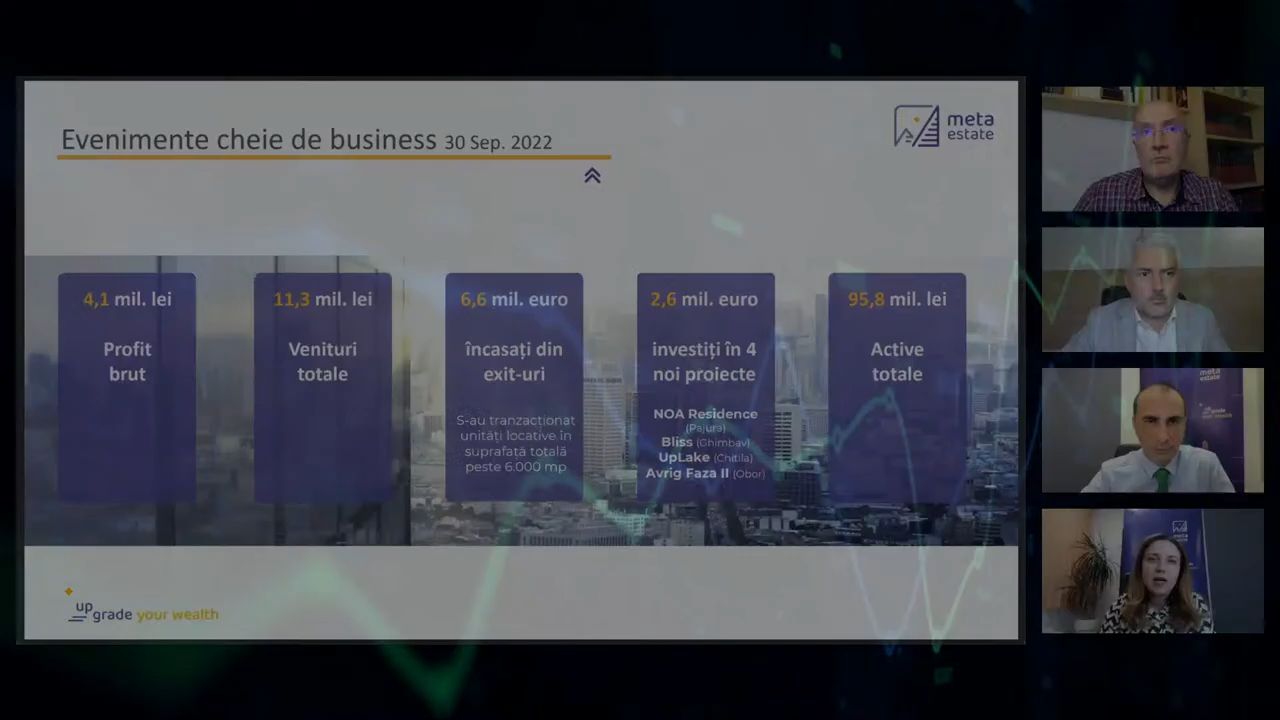 Evenimente cheie de business 30 Sep. 2022
meta
estate
4,1 mil. lei
Profit
brut
11,3 mil. lei
Venituri
totale
6,6 mil. euro
încasați din
exit-uri
S-au tranzacționat
unități locative în
suprafață totală
peste 6.000 mp
2,6 mil. euro
investiți în 4
noi proiecte
NOA Residence
(Pajura)
Bliss (Ghimbav)
UpLake (Chitila)
Avrig Faza II (Obor)
95,8 mil. lei
Active
totale
up
grade your wealth
meta
estate